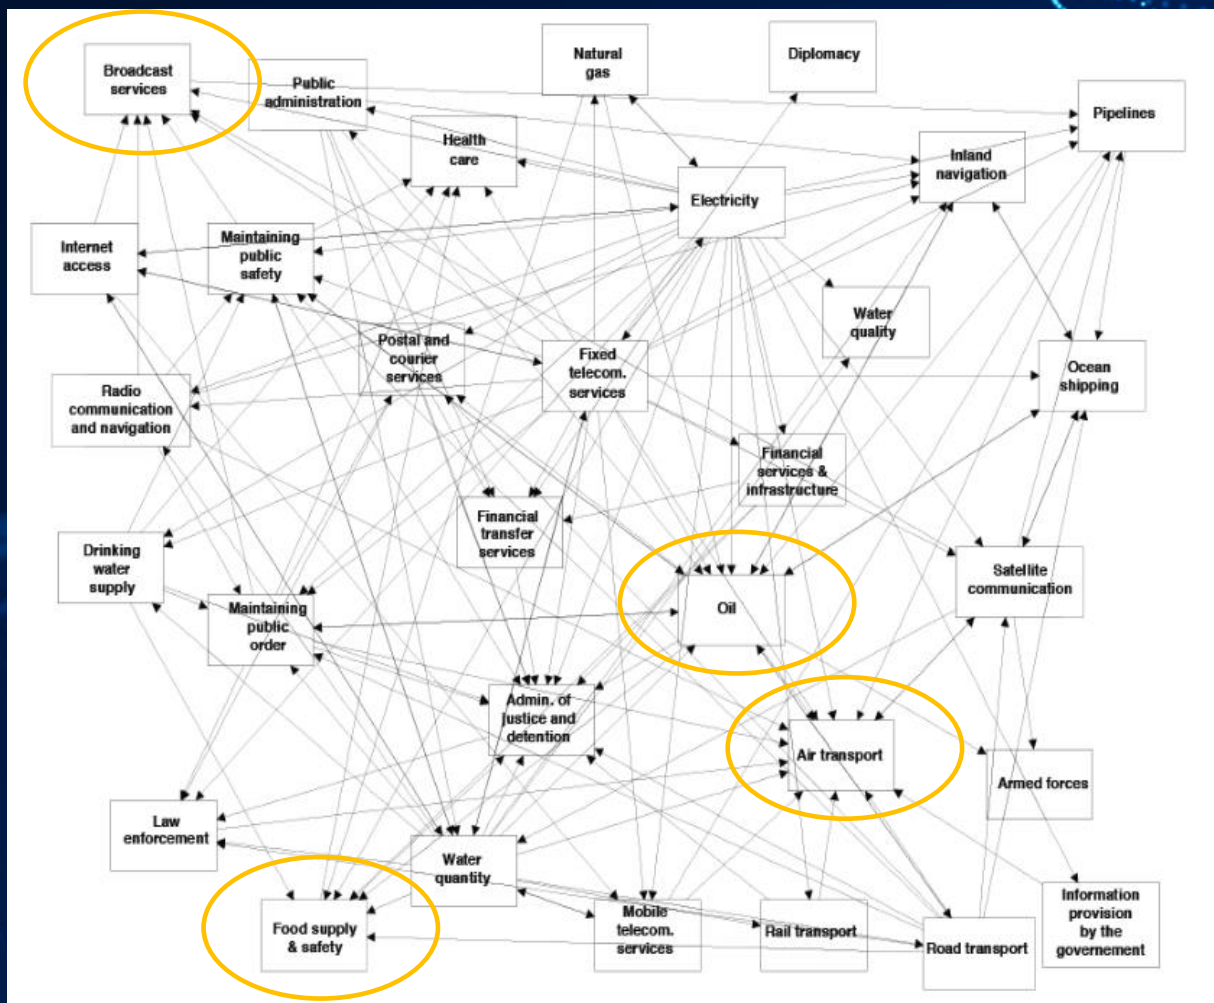 Broadcast
services
Public
administration
Natural
gas
Diplomacy
Pipelines
Health
care
Inland
navigation
Electricity
Internet
access
Maintaining
public
safety
Water
quality
Postal and
courier
services
Fixed
telecom.
services
Ocean
shipping
Radio
communication
and navigation
Financial
services &
infrastructure
Financial
transfer
services
Drinking
water
supply
Maintaining
public
order
Oil
Satellite
communication
Admin. of
justice and
detention
Air transport
Armed forces
Law
enforcement
Water
quantity
Food supply
& safety
Mobile
telecom.
services
Rail transport
Road transport
Information
provision
by the
governement